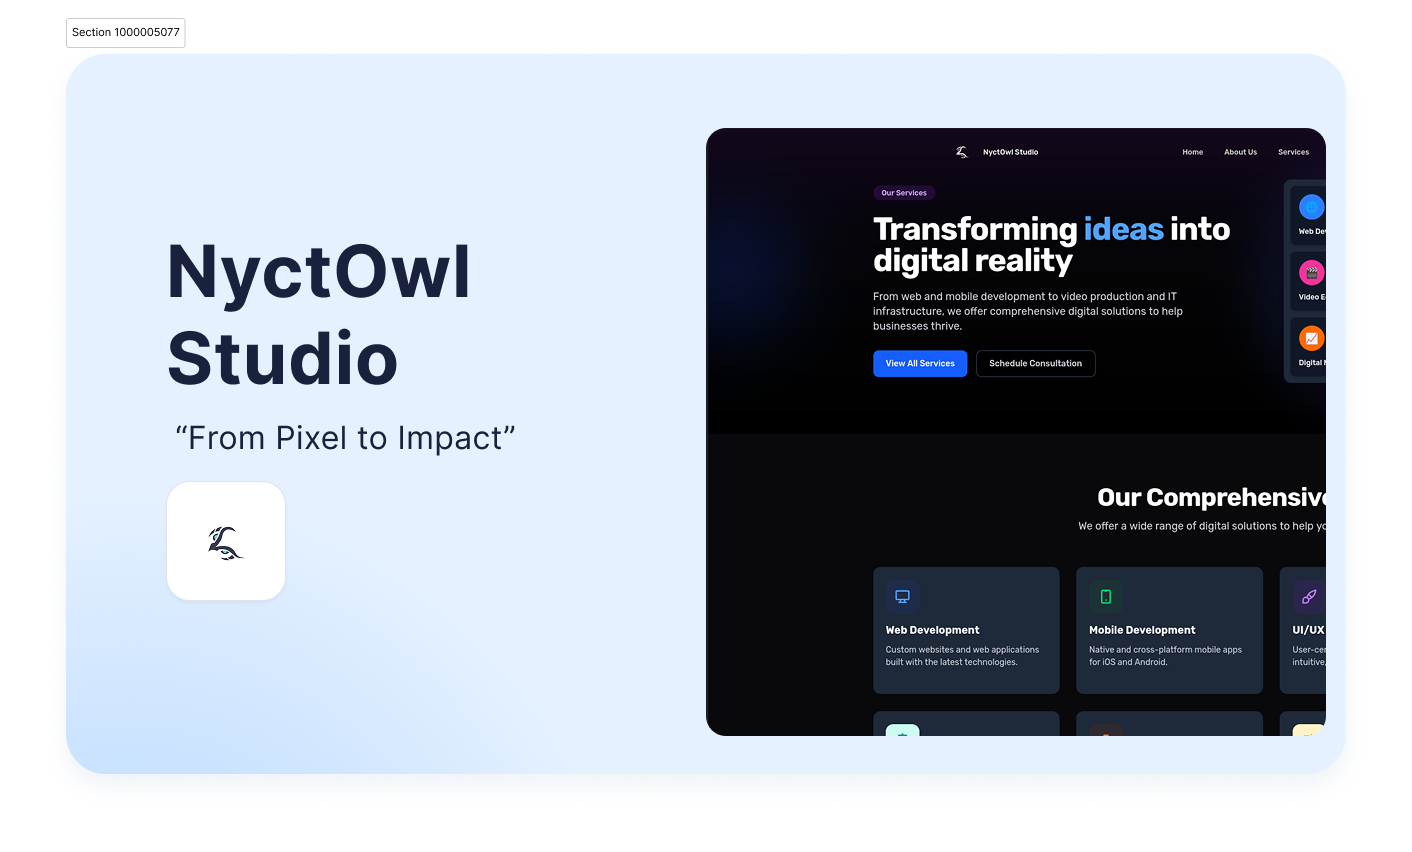 Section 1000005077
NyctOwl
Studio
“From Pixel to Impact”
NyctOwl Studio
Home
About Us
Services
Our Services
Transforming ideas into
digital reality
From web and mobile development to video production and IT
infrastructure, we offer comprehensive digital solutions to help
businesses thrive.
View All Services
Schedule Consultation
Web De
Video E
Digital
Our Comprehensive
We offer a wide range of digital solutions to help yo
Web Development
Custom websites and web applications
built with the latest technologies.
Mobile Development
Native and cross-platform mobile apps
for iOS and Android.
UI/UX
User-cen
intuitive,